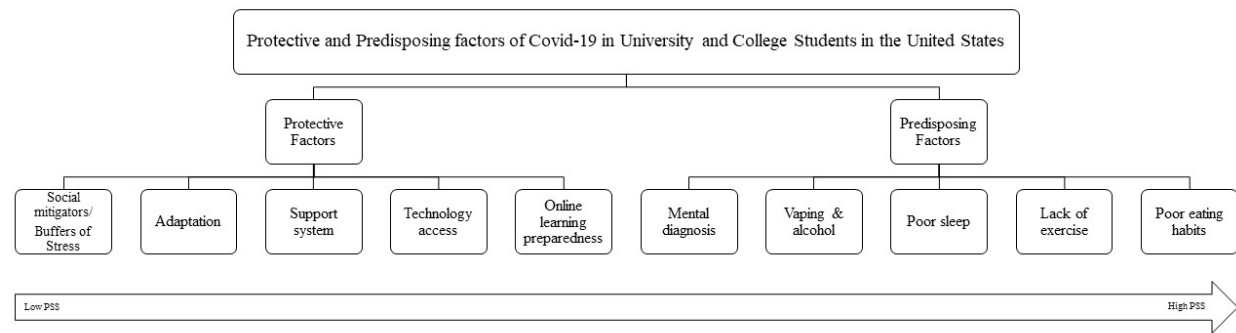 Protective and Predisposing factors of Covid-19 in University and College Students in the United States
Protective
Factors
Predisposing
Factors
Social
mitigators/
Buffers of
Stress
Adaptation
Support
system
Technology
access
Online
learning
preparedness
Mental
diagnosis
Vaping &
alcohol
Poor sleep
Lack of
exercise
Poor eating
habits
Low PSS
High PSS